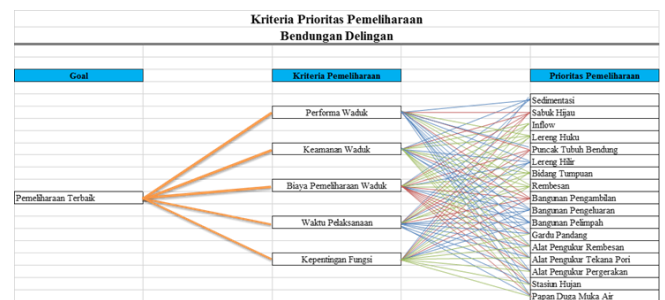 Kriteria Prioritas Pemeliharaan
Bendungan Delingan
Goal
Kriteria Pemeliharaan
Prioritas Pemeliharaan
Pemeliharaan Terbaik
Performa Waduk
Keamanan Waduk
Biaya Pemeliharaan Waduk
Waktu Pelaksanaan
Kepentingan Fungsi
Sedimentasi
Sabuk Hijau
Inflow
Lereng Huku
Puncak Tubuh Bendung
Lereng Hilir
Bidang Tumpuan
Rembesan
Bangunan Pengambilan
Bangunan Pengeluaran
Bangunan Pelimpah
Gardu Pandang
Alat Pengukur Rembesan
Alat Pengukur Tekana Pori
Alat Pengukur Pergerakan
Stasiun Hujan
Papan Duga Muka Air